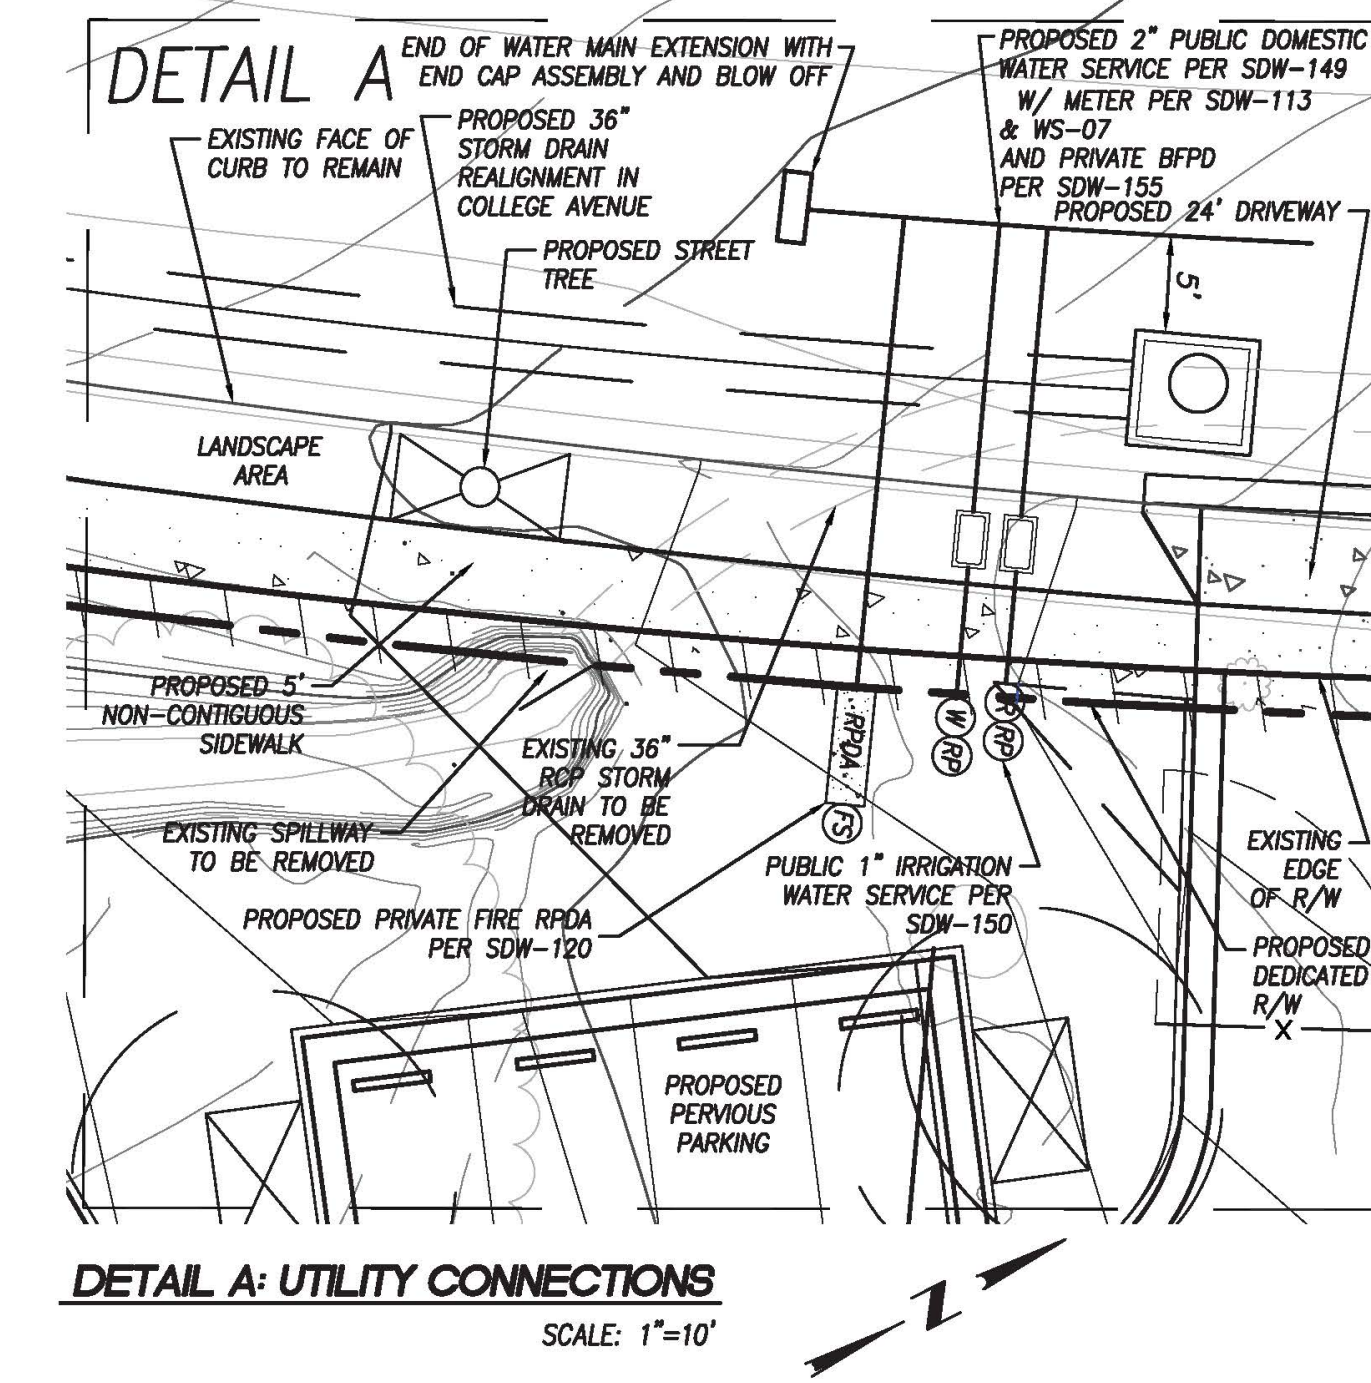 DETAIL A
END OF WATER MAIN EXTENSION WITH
END CAP ASSEMBLY AND BLOW OFF
PROPOSED 2" PUBLIC DOMESTIC
WATER SERVICE PER SDW-149
W/ METER PER SDW-113
& WS-07
AND PRIVATE BFPD
PER SDW-155
PROPOSED 24' DRIVEWAY
EXISTING FACE OF
CURB TO REMAIN
PROPOSED 36"
STORM DRAIN
REALIGNMENT IN
COLLEGE AVENUE
PROPOSED STREET
TREE
5'
LANDSCAPE
AREA
PROPOSED 5'
NON-CONTIGUOUS
SIDEWALK
EXISTING 36"
RCP STORM
DRAIN TO BE
REMOVED
RPDA
FS
W
RP
RP
EXISTING SPILLWAY
TO BE REMOVED
PUBLIC 1" IRRIGATION
WATER SERVICE PER
SDW-150
EXISTING
EDGE
OF R/W
PROPOSED PRIVATE FIRE RPDA
PER SDW-120
PROPOSED
DEDICATED
R/W
X
PROPOSED
PERVIOUS
PARKING
DETAIL A: UTILITY CONNECTIONS
SCALE: 1"=10'
Z